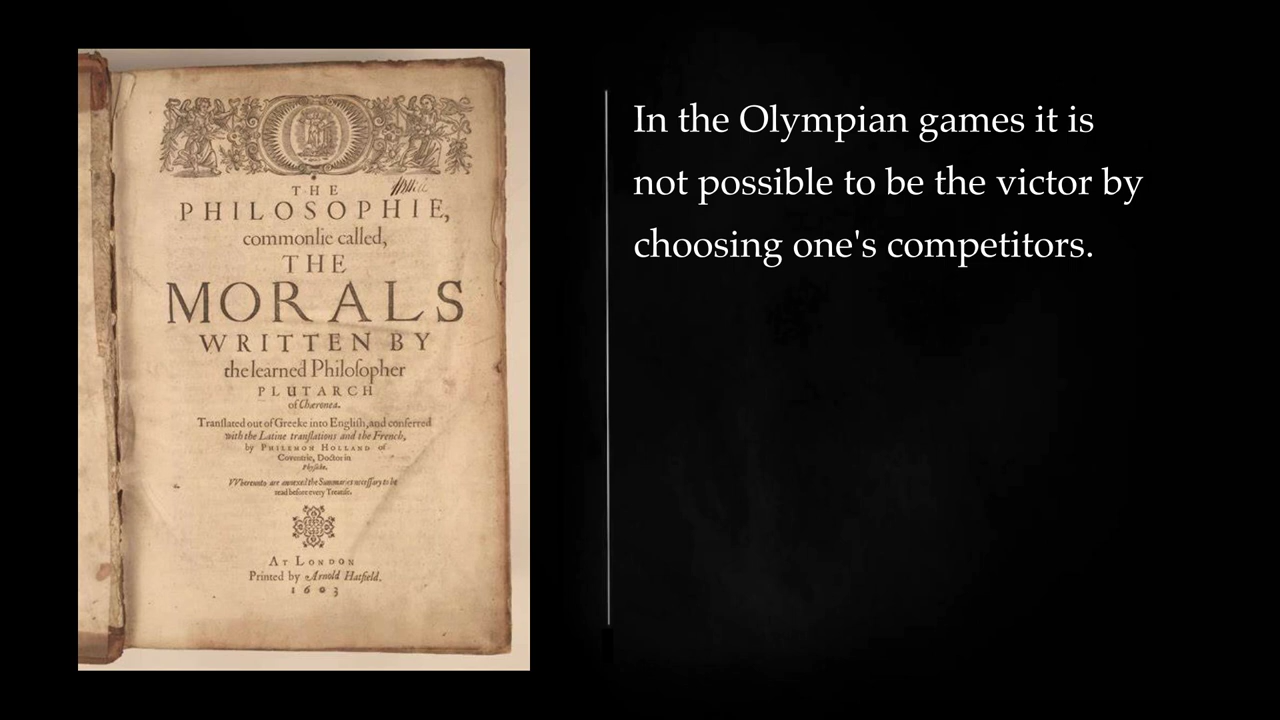 THE
PHILOSOPHIE,
commonlie called,
THE
MORALS
WRITTEN BY
the learned Philosopher
PLUTARCH
of Chæronea.
Translated out of Greeke into English, and conferred
with the Latine translations and the French,
by PHILEMON HOLLAND of
Coventrie, Doctor in
Physicke.
VVhereunto are annexed the Summaries necessary to be
read before every Treatise.
AT LONDON
Printed by Arnold Hatfield.
1603
In the Olympian games it is
not possible to be the victor by
choosing one's competitors.